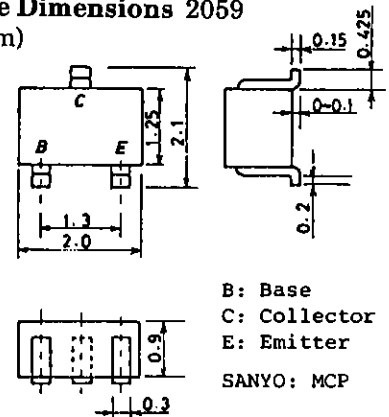 e Dimensions 2059
m)
C
B E
1.3
2.0
1.25
2.1
0.15
0.425
0~0.1
0.2
0.9
0.3
B: Base
C: Collector
E: Emitter
SANYO: MCP